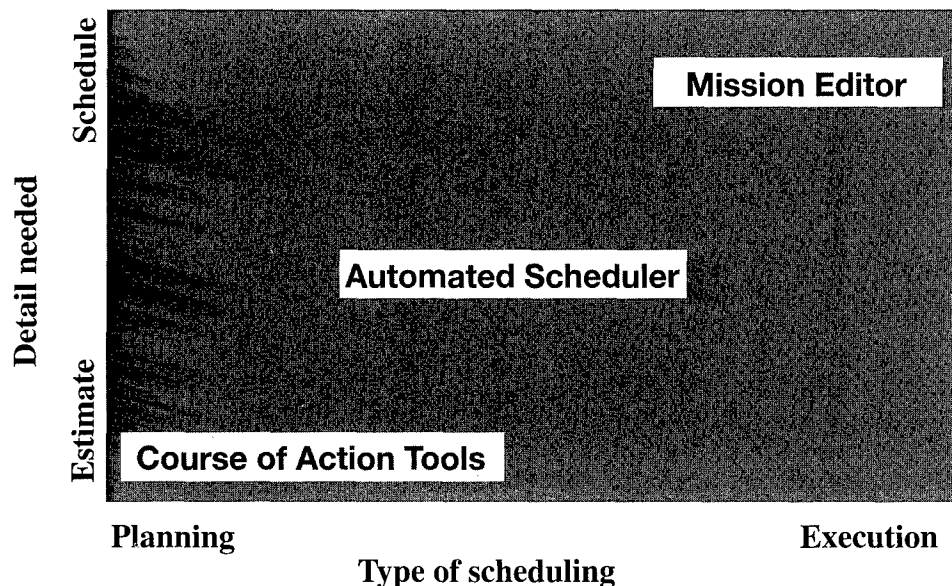 Schedule
Mission Editor
Detail needed
Automated Scheduler
Estimate
Course of Action Tools
Planning
Execution
Type of scheduling